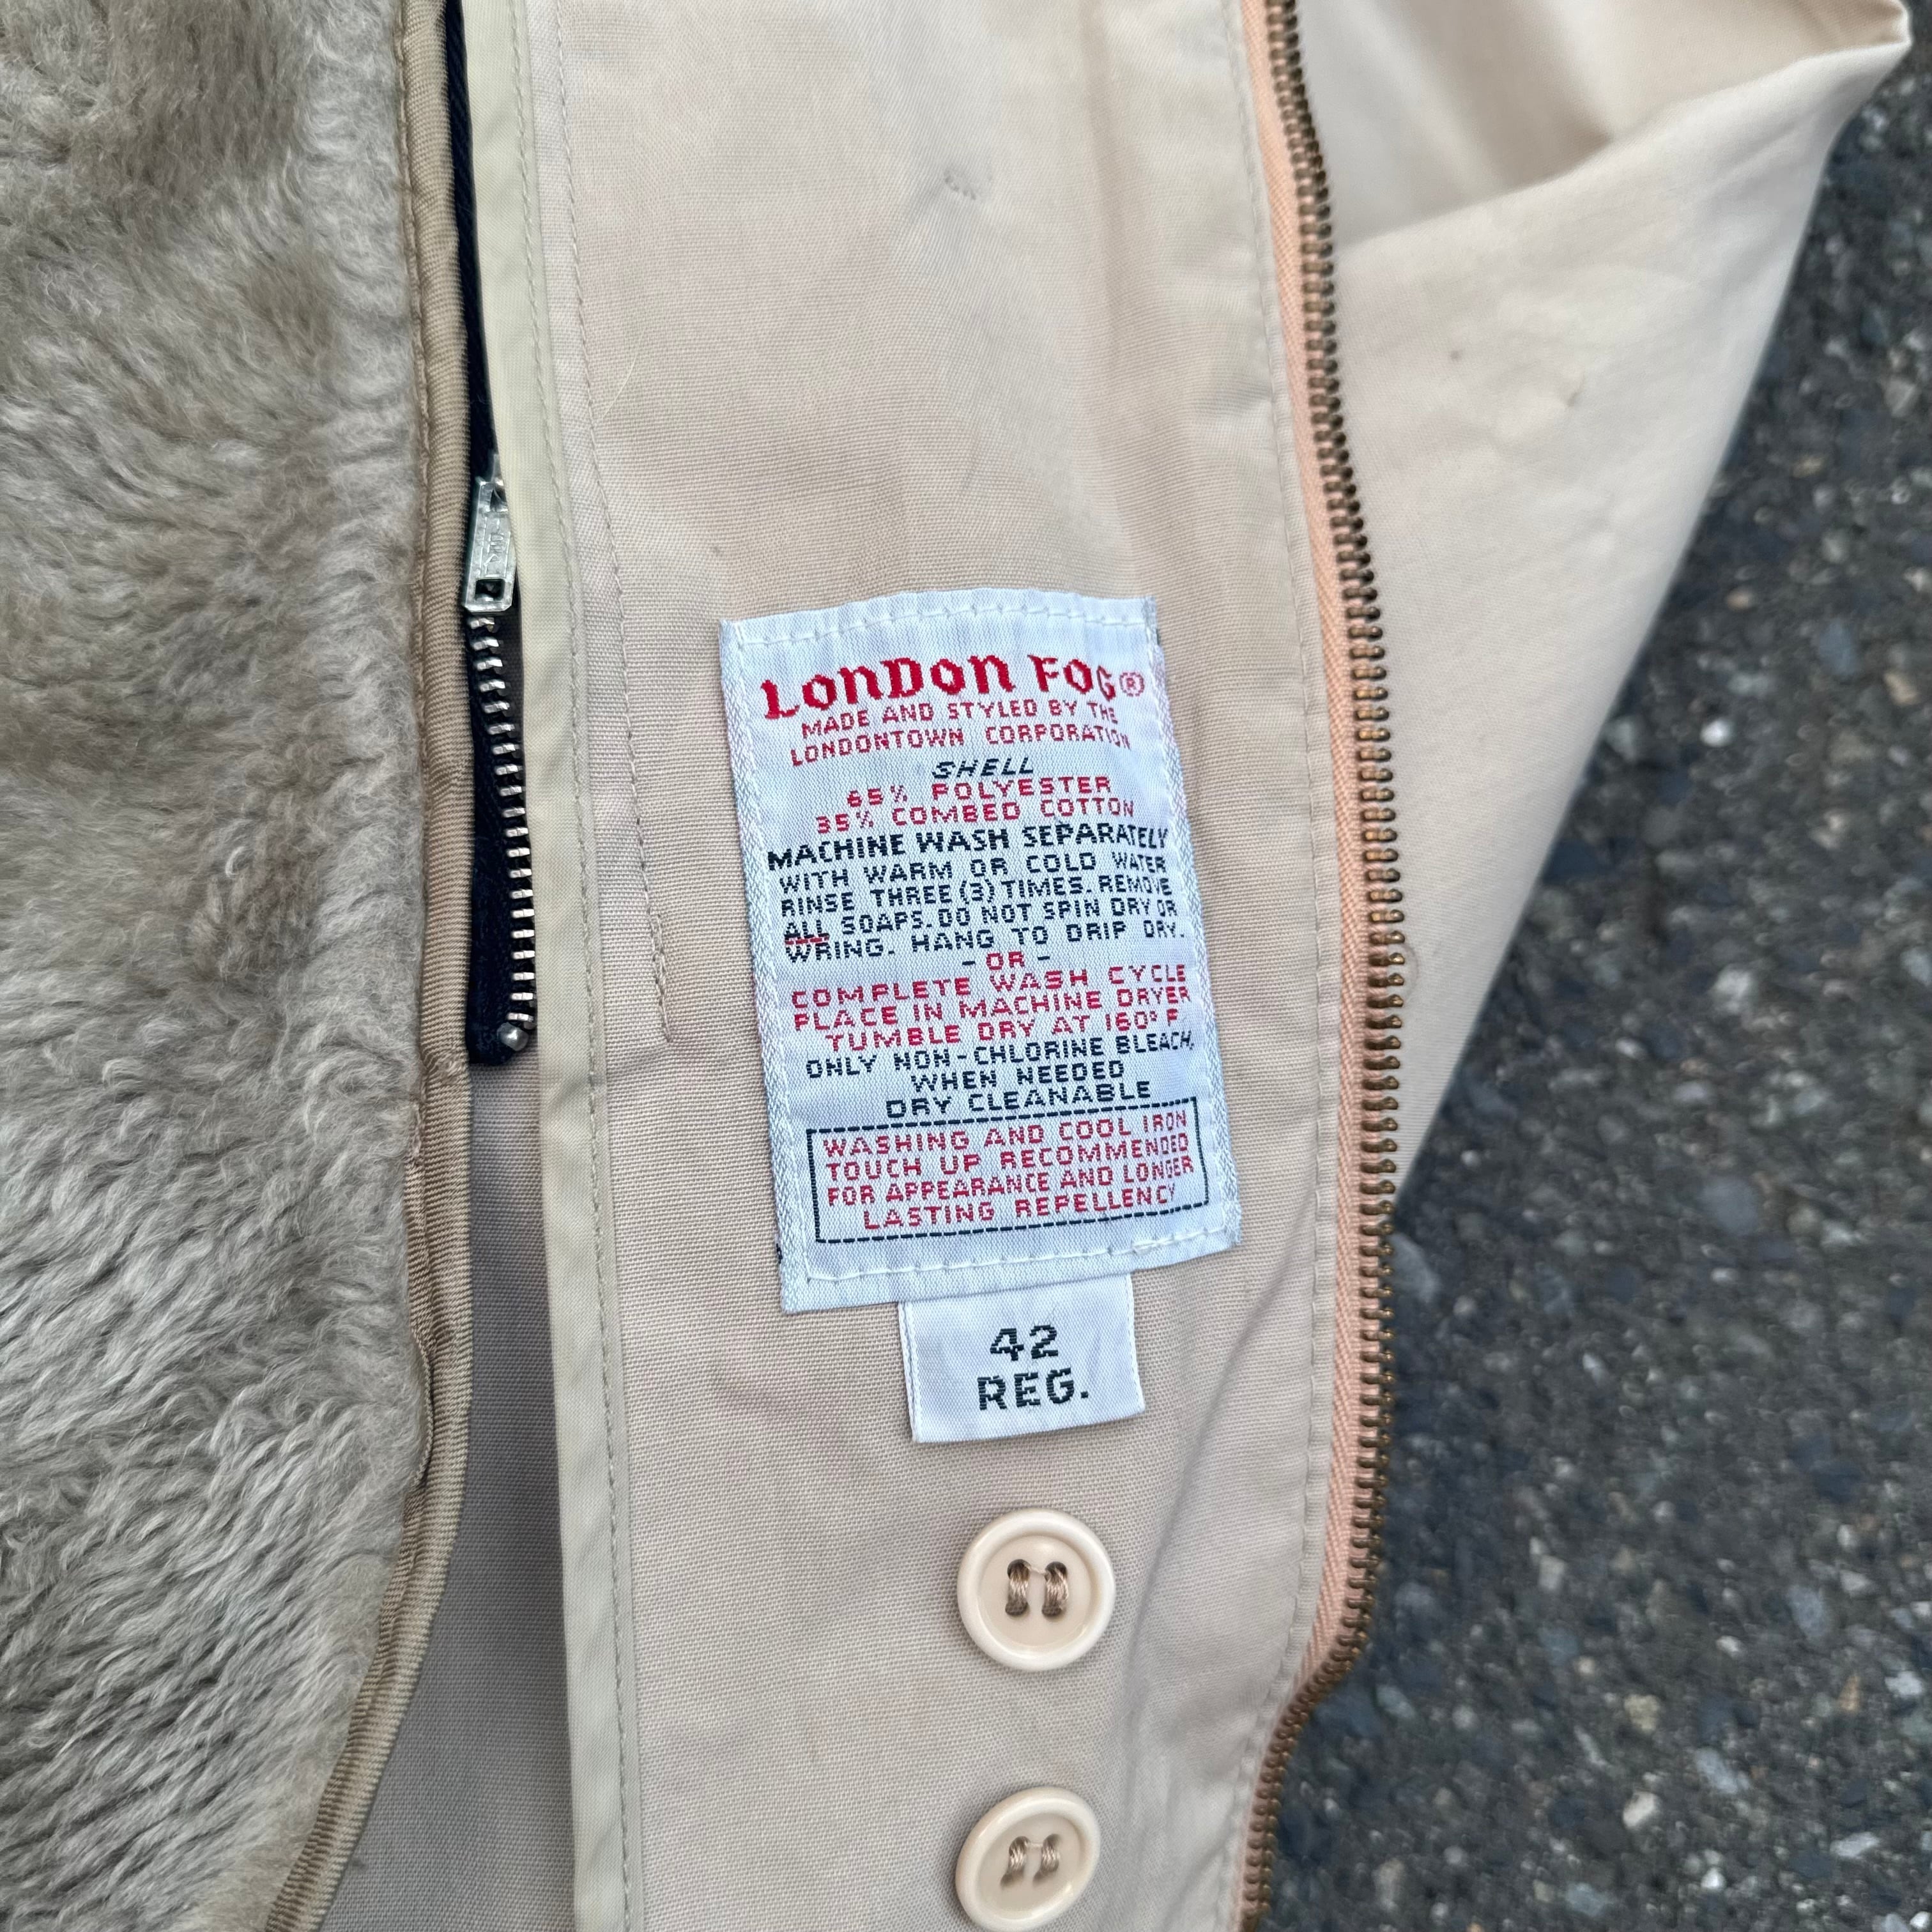 LONDON FOG®
MADE AND STYLED BY THE
LONDONTOWN CORPORATION
SHELL
65% POLYESTER
35% COMBED COTTON
MACHINE WASH SEPARATELY
WITH WARM OR COLD WATER
RINSE THREE (3) TIMES. REMOVE
ALL SOAPS. DO NOT SPIN DRY OR
WRING. HANG TO DRIP DRY.
- OR -
COMPLETE WASH CYCLE
PLACE IN MACHINE DRYER
TUMBLE DRY AT 160° F
ONLY NON-CHLORINE BLEACH,
WHEN NEEDED
DRY CLEANABLE
WASHING AND COOL IRON
TOUCH UP RECOMMENDED
FOR APPEARANCE AND LONGER
LASTING REPELLENCY
42
REG.